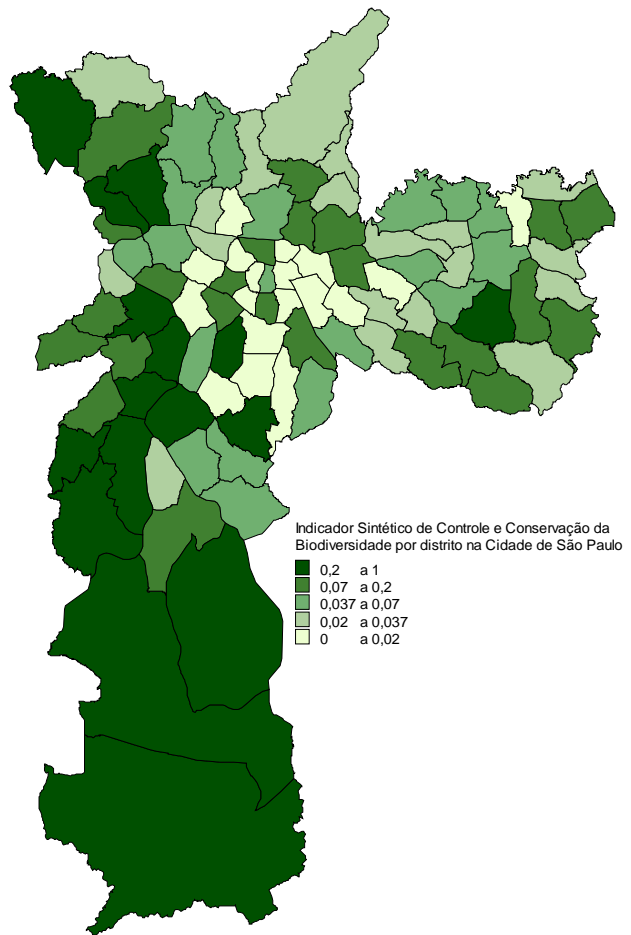 Indicador Sintético de Controle e Conservação da
Biodiversidade por distrito na Cidade de São Paulo
0,2 a 1
0,07 a 0,2
0,037 a 0,07
0,02 a 0,037
0 a 0,02